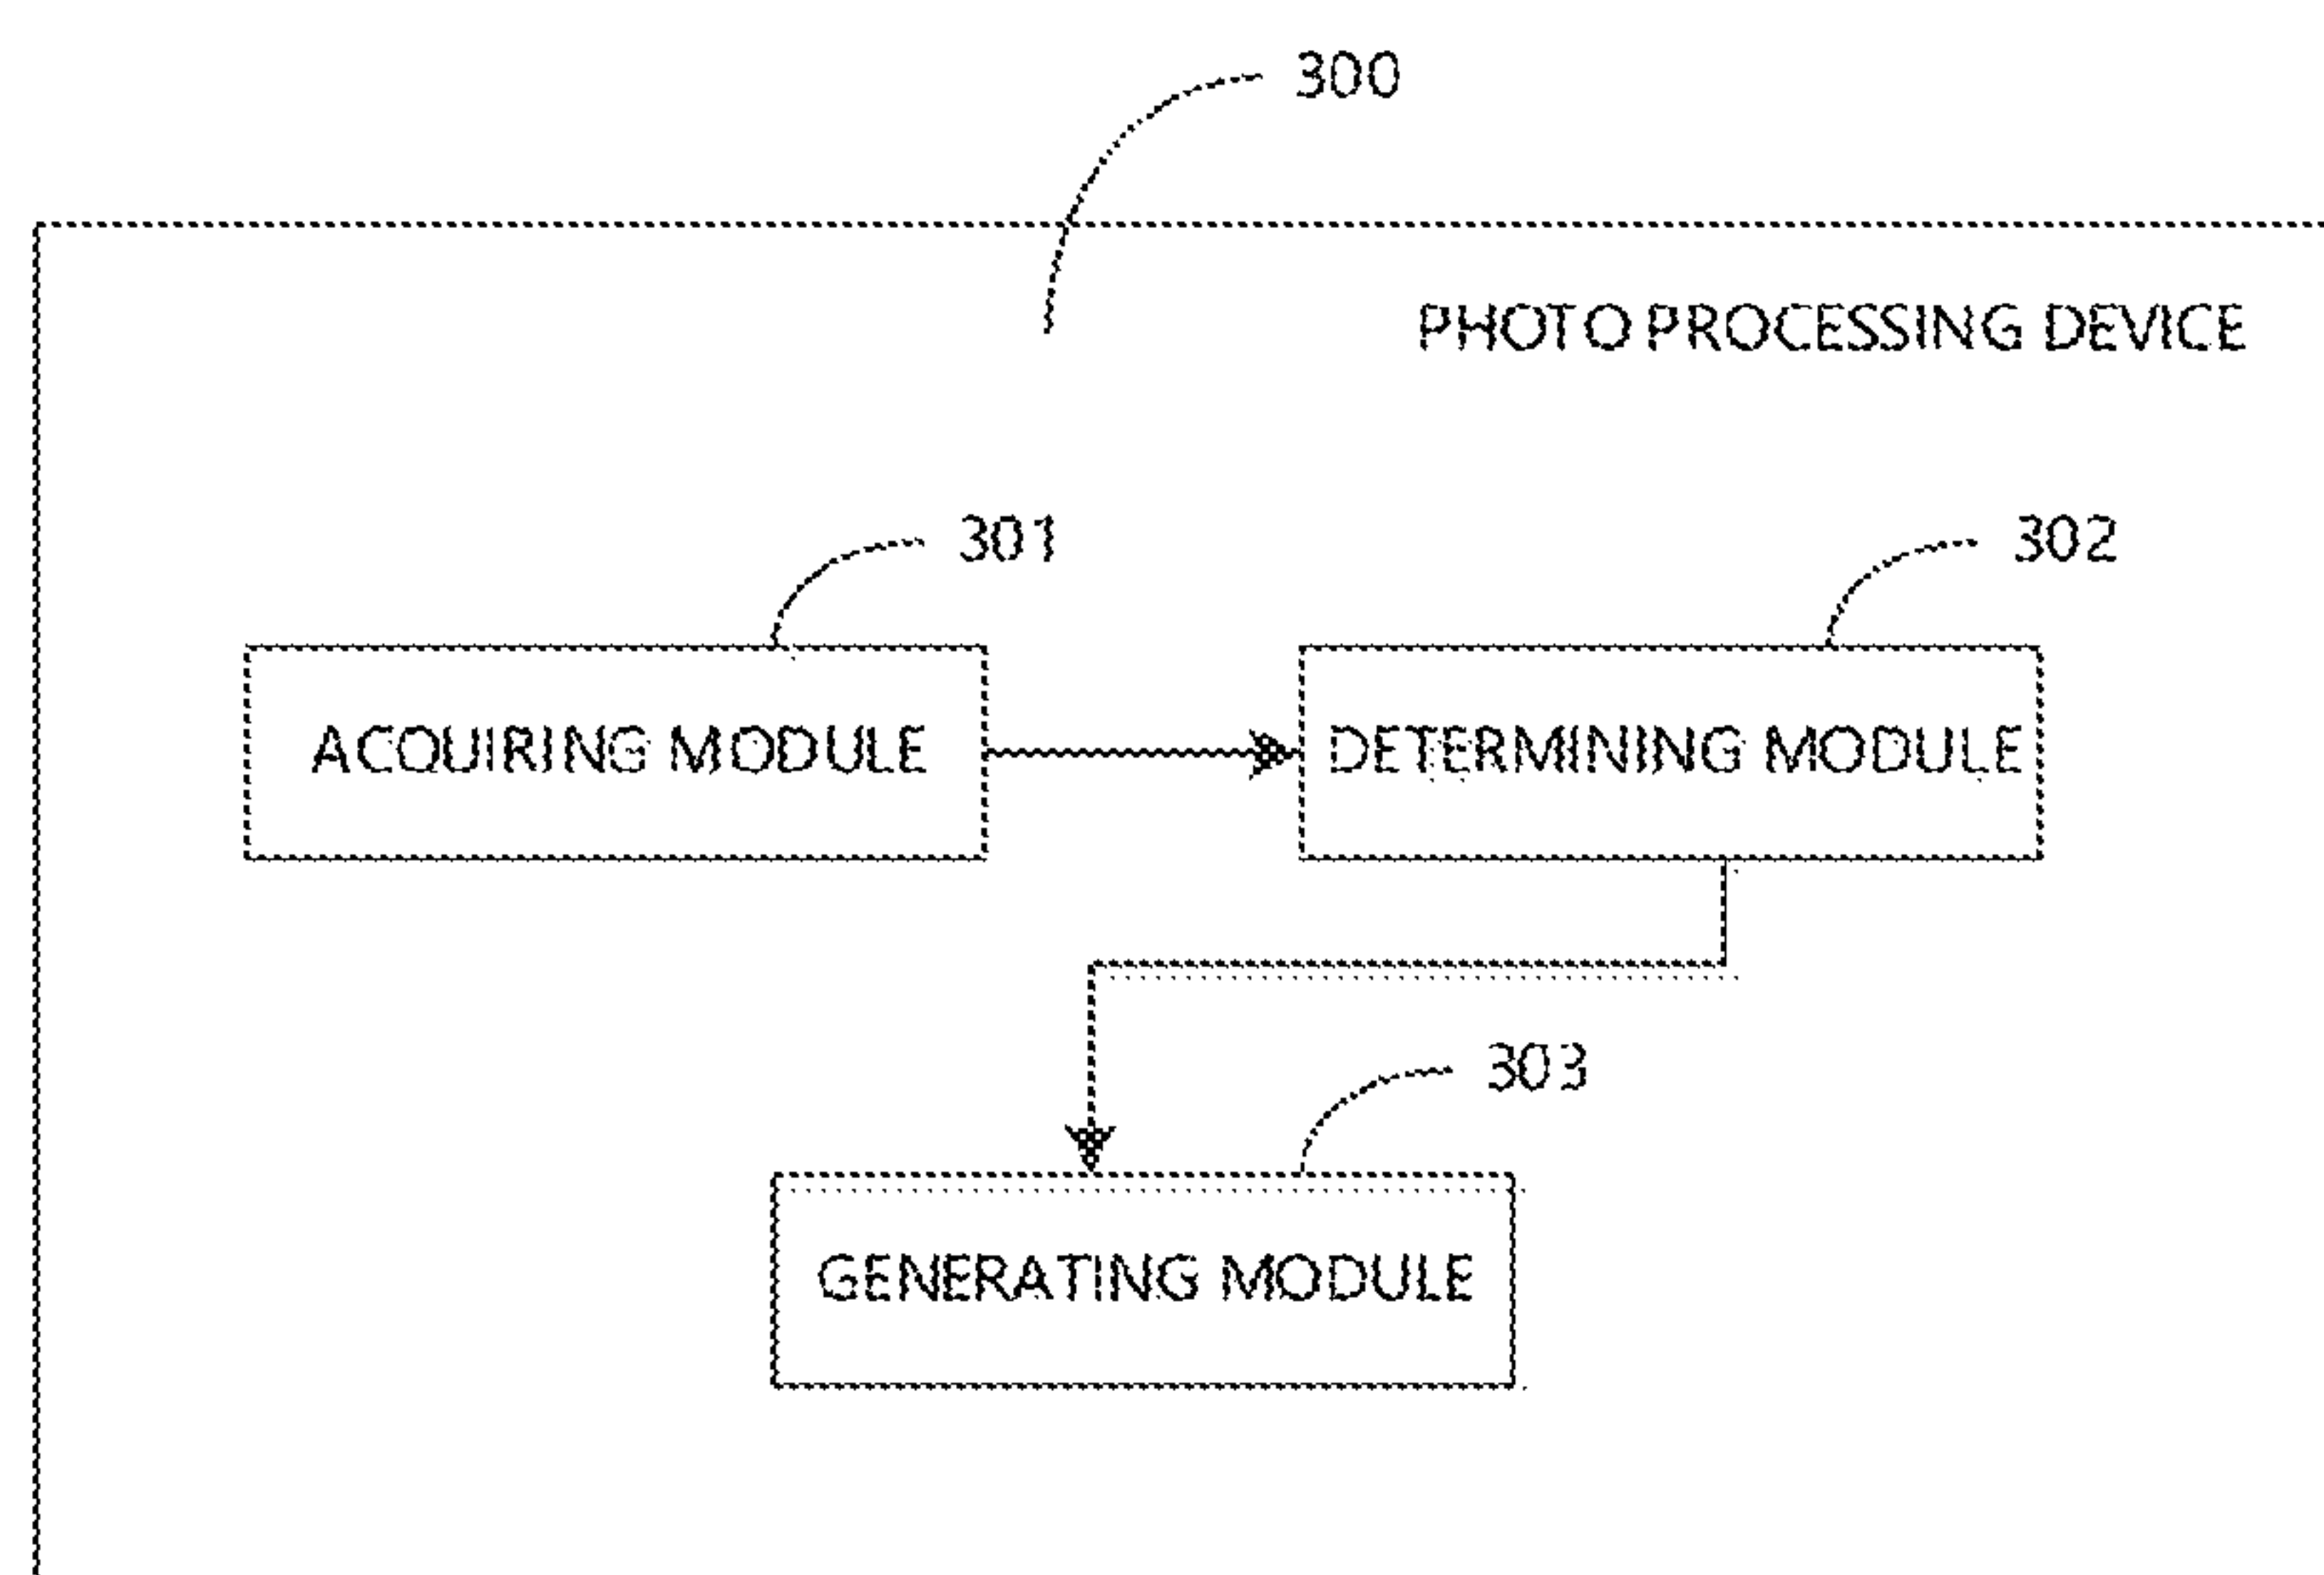 300
PHOTO PROCESSING DEVICE
301
302
ACQUIRING MODULE
DETERMINING MODULE
303
GENERATING MODULE